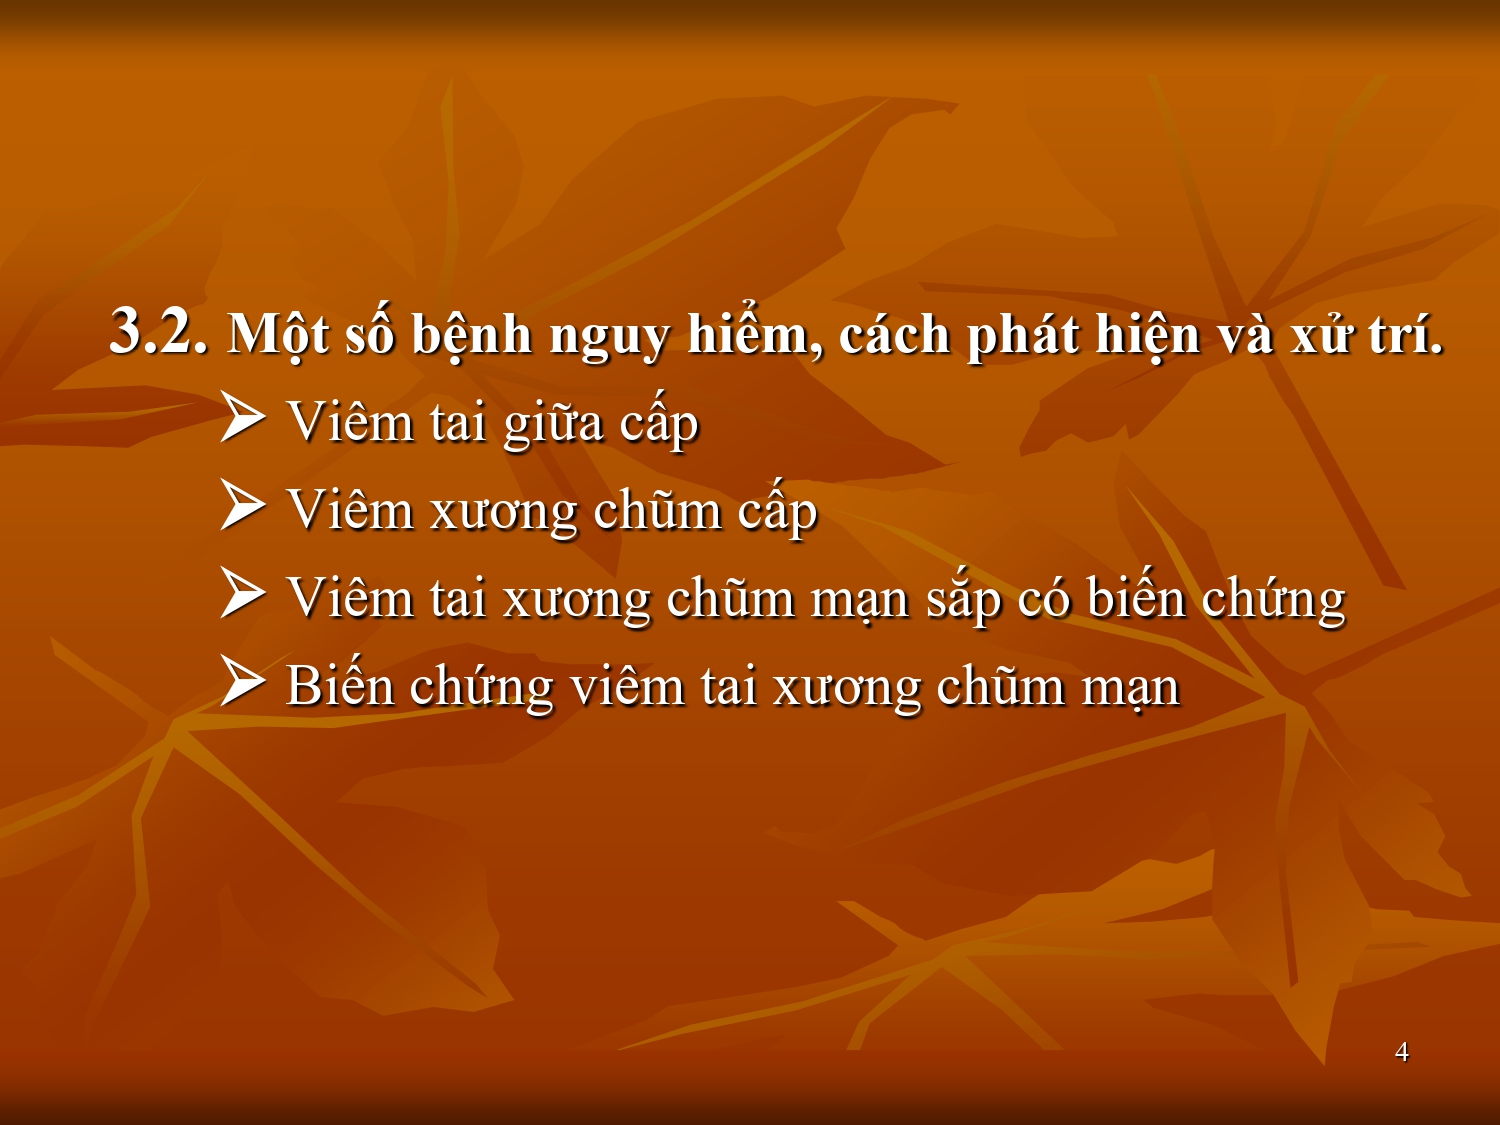 3.2. Một số bệnh nguy hiểm, cách phát hiện và xử trí.
➢ Viêm tai giữa cấp
➢ Viêm xương chũm cấp
➢ Viêm tai xương chũm mạn sắp có biến chứng
➢ Biến chứng viêm tai xương chũm mạn
4